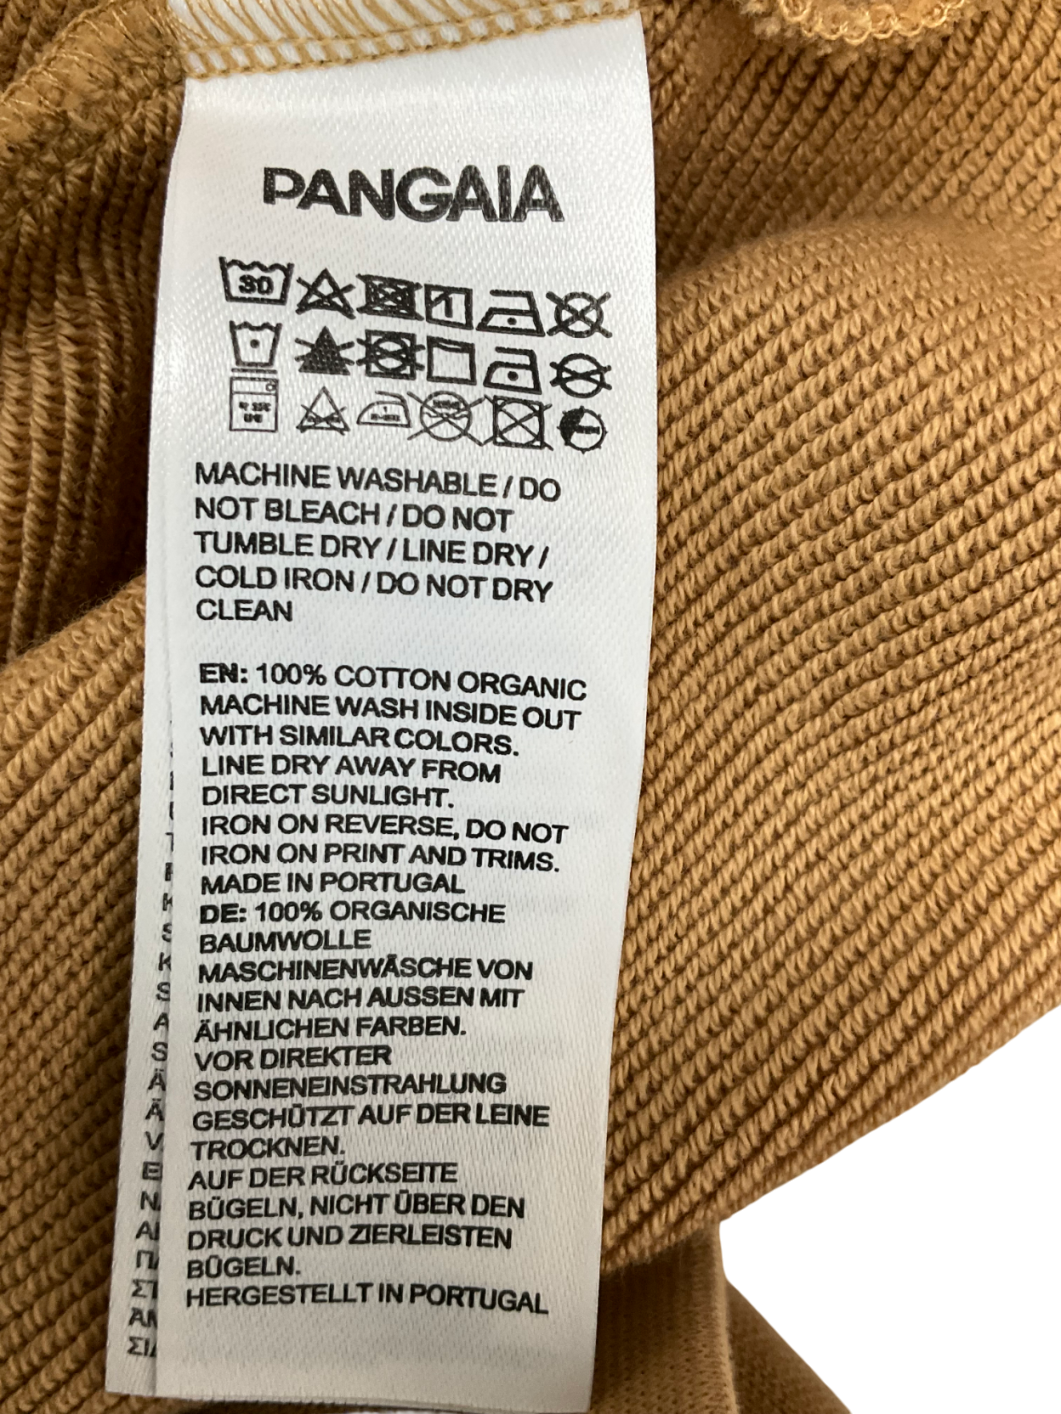 PANGAIA
30
MACHINE WASHABLE / DO
NOT BLEACH / DO NOT
TUMBLE DRY / LINE DRY /
COLD IRON / DO NOT DRY
CLEAN
EN: 100% COTTON ORGANIC
MACHINE WASH INSIDE OUT
WITH SIMILAR COLORS.
LINE DRY AWAY FROM
DIRECT SUNLIGHT.
IRON ON REVERSE, DO NOT
IRON ON PRINT AND TRIMS.
MADE IN PORTUGAL
DE: 100% ORGANISCHE
BAUMWOLLE
MASCHINENWÄSCHE VON
INNEN NACH AUSSEN MIT
ÄHNLICHEN FARBEN.
VOR DIREKTER
SONNENEINSTRAHLUNG
GESCHÜTZT AUF DER LEINE
TROCKNEN.
AUF DER RÜCKSEITE
BÜGELN, NICHT ÜBER DEN
DRUCK UND ZIERLEISTEN
BÜGELN.
HERGESTELLT IN PORTUGAL